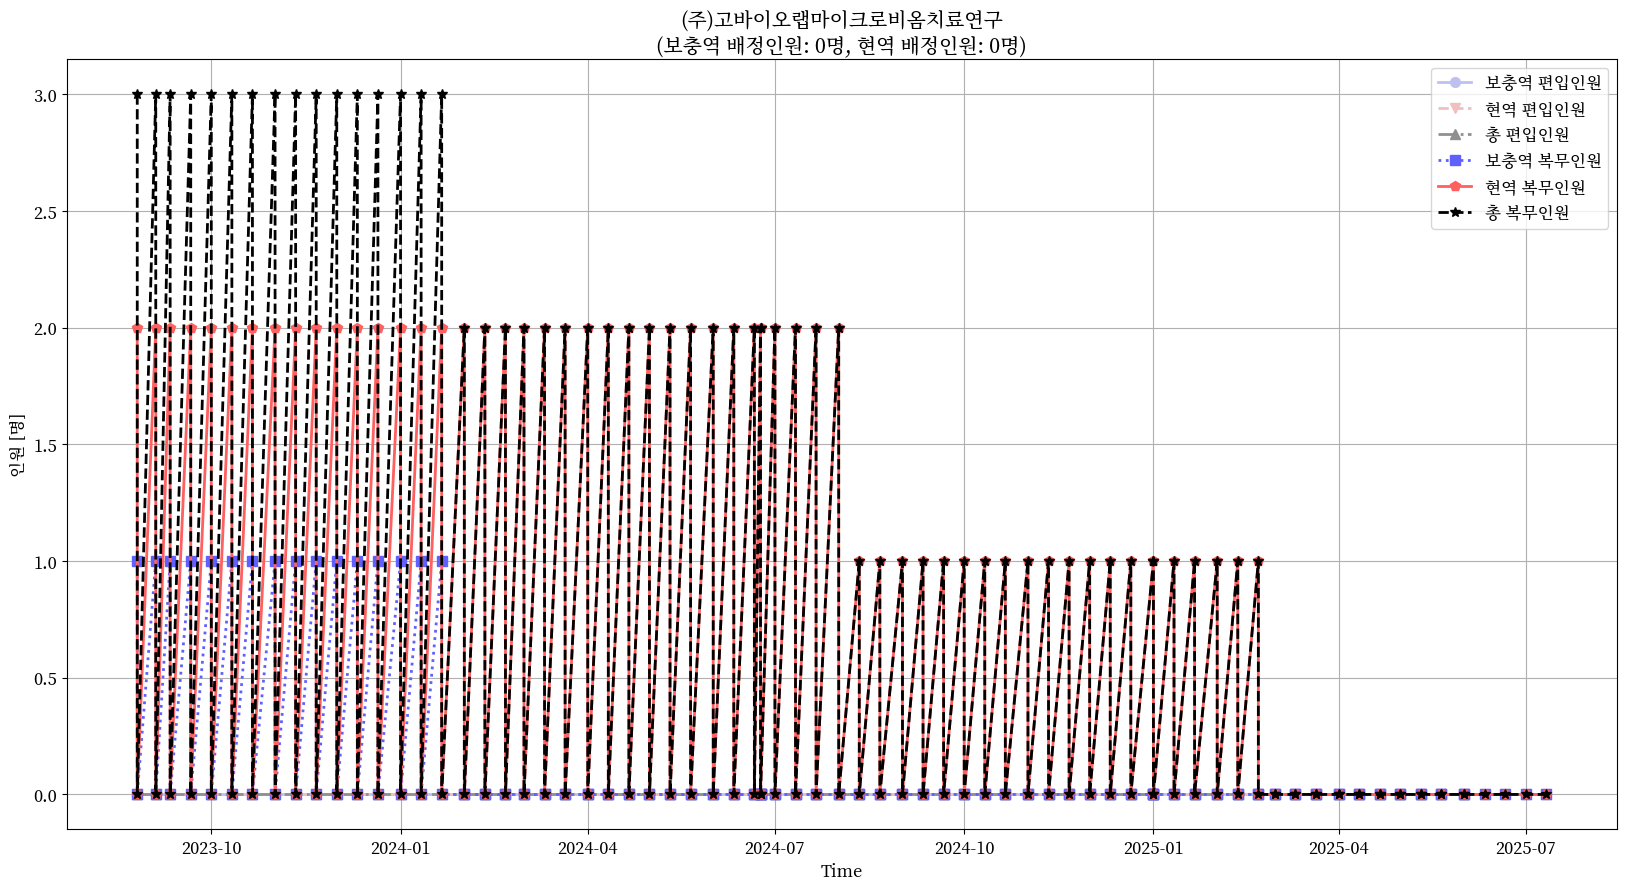 (주)고바이오랩마이크로비옴치료연구
(보충역 배정인원: 0명, 현역 배정인원: 0명)
보충역 편입인원
현역 편입인원
총 편입인원
보충역 복무인원
현역 복무인원
총 복무인원
인원 [명]
3.0
2.5
2.0
1.5
1.0
0.5
0.0
2023-10
2024-01
2024-04
2024-07
2024-10
2025-01
2025-04
2025-07
Time